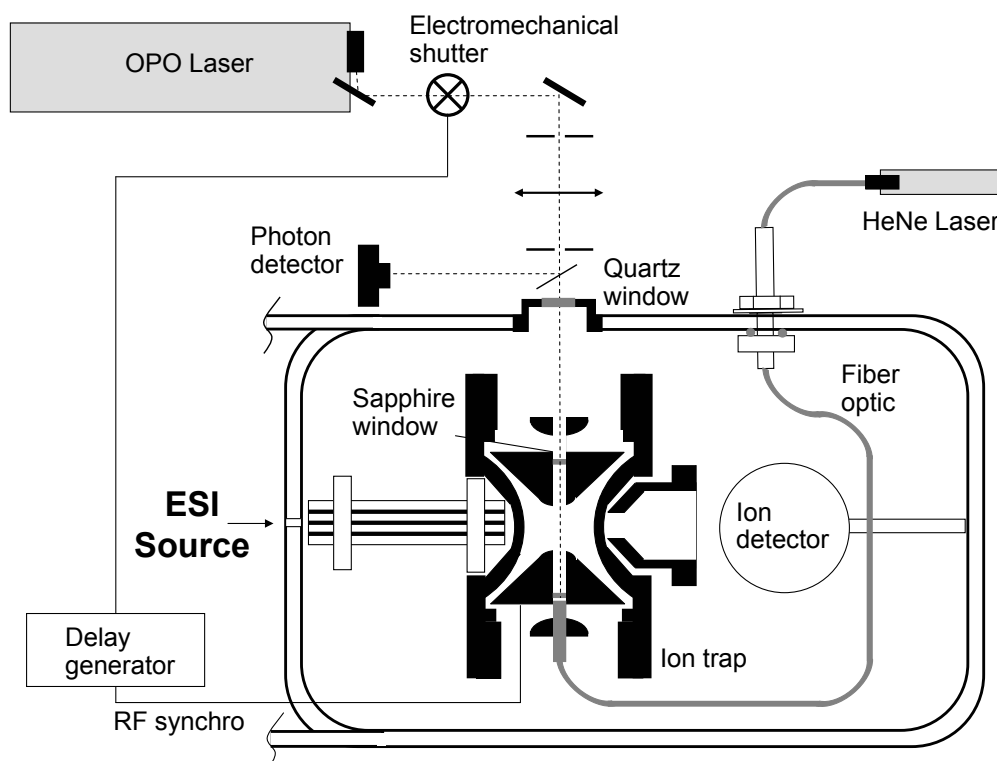 Electromechanical
shutter
OPO Laser
HeNe Laser
Photon
detector
Quartz
window
Fiber
optic
Sapphire
window
ESI
Source
Ion
detector
Delay
generator
Ion trap
RF synchro